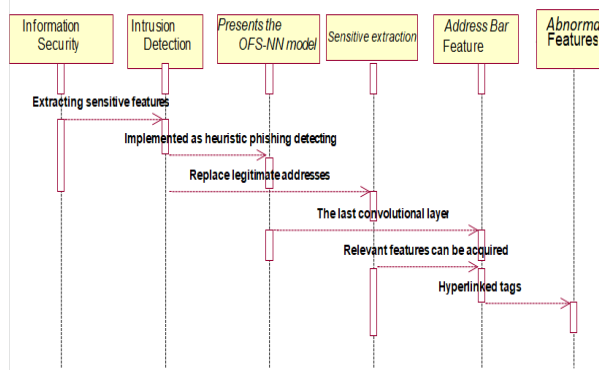 Information
Security
Intrusion
Detection
Presents the
OFS-NN model
Sensitive extraction
Address Bar
Feature
Abnorma
Features
Extracting sensitive features
Implemented as heuristic phishing detecting
Replace legitimate addresses
The last convolutional layer
Relevant features can be acquired
Hyperlinked tags